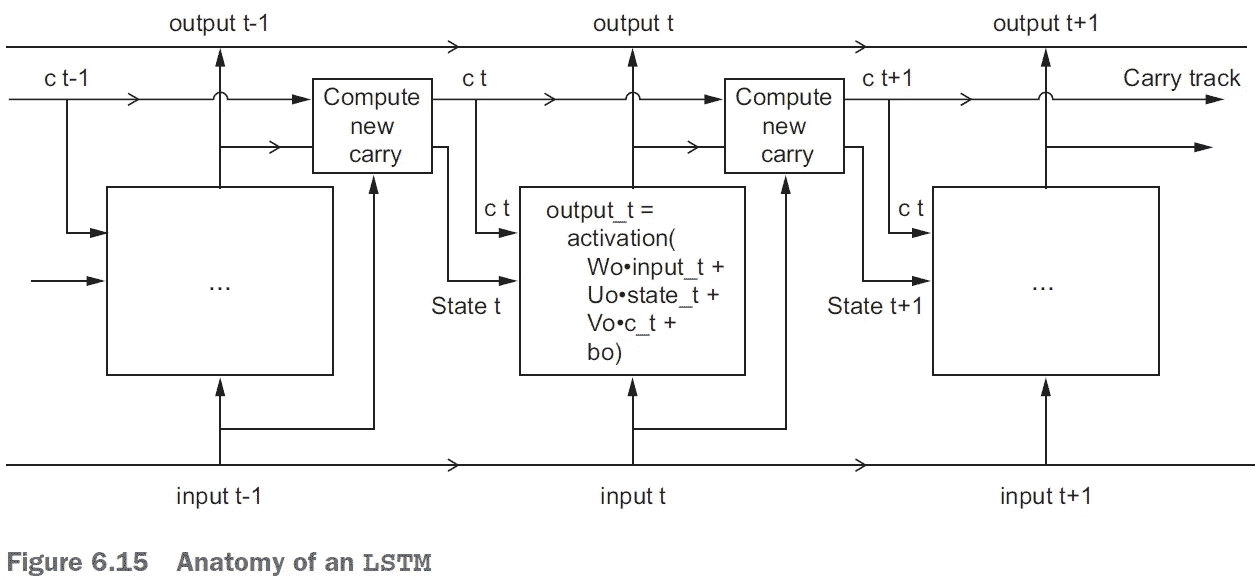 output t-1
output t
output t+1
c t-1
c t
c t+1
Carry track
Compute
new
carry
Compute
new
carry
c t
c t
output_t =
activation(
Wo•input_t +
Uo•state_t +
Vo•c_t +
bo)
...
...
State t
State t+1
input t-1
input t
input t+1
Figure 6.15 Anatomy of an LSTM